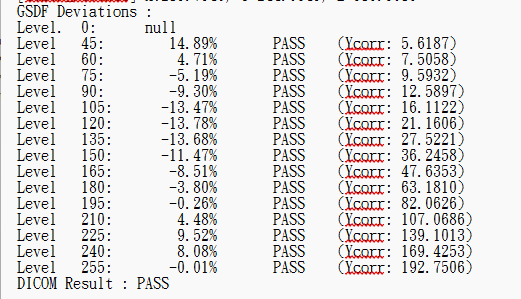 GSDF Deviations :
Level. 0: null
Level 45: 14.89% PASS (Ycorr: 5.6187)
Level 60: 4.71% PASS (Ycorr: 7.5058)
Level 75: -5.19% PASS (Ycorr: 9.5932)
Level 90: -9.30% PASS (Ycorr: 12.5897)
Level 105: -13.47% PASS (Ycorr: 16.1122)
Level 120: -13.78% PASS (Ycorr: 21.1606)
Level 135: -13.68% PASS (Ycorr: 27.5221)
Level 150: -11.47% PASS (Ycorr: 36.2458)
Level 165: -8.51% PASS (Ycorr: 47.6353)
Level 180: -3.80% PASS (Ycorr: 63.1810)
Level 195: -0.26% PASS (Ycorr: 82.0626)
Level 210: 4.48% PASS (Ycorr: 107.0686)
Level 225: 9.52% PASS (Ycorr: 139.1013)
Level 240: 8.08% PASS (Ycorr: 169.4253)
Level 255: -0.01% PASS (Ycorr: 192.7506)
DICOM Result : PASS